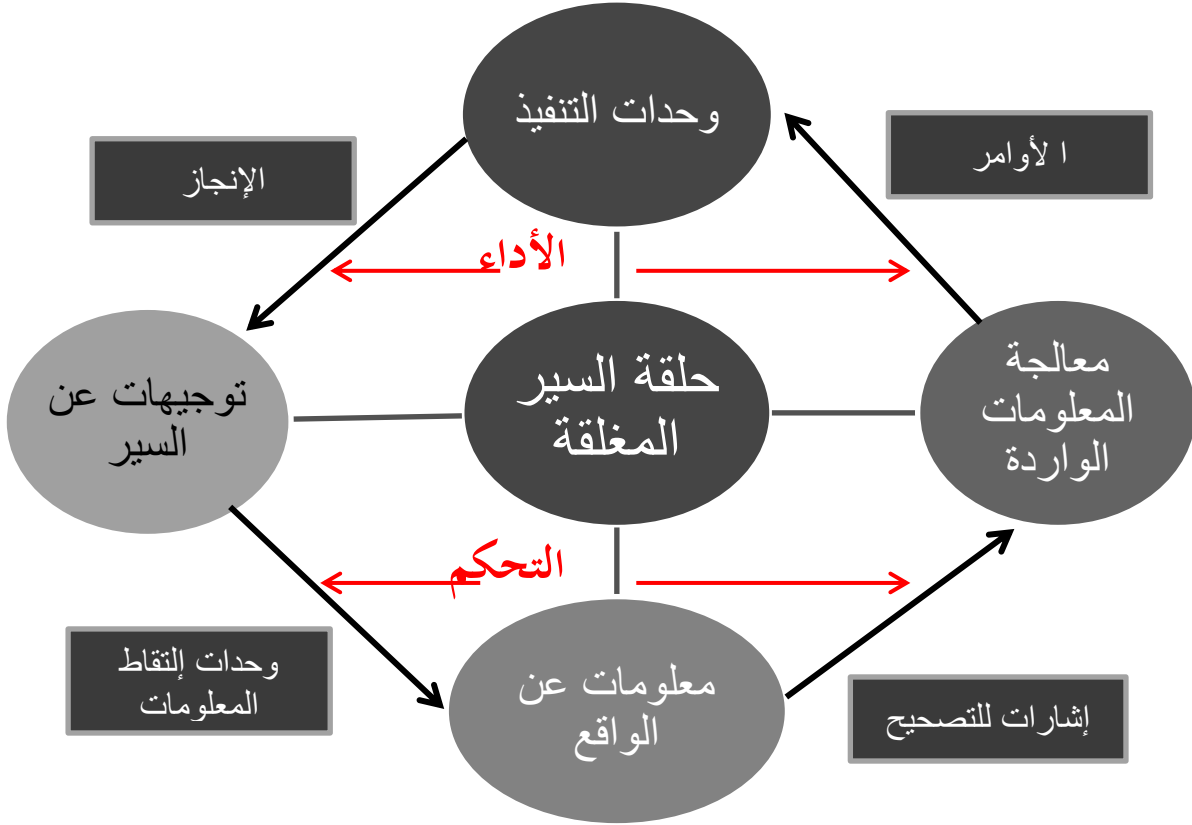 وحدات التنفيذ
ا لأوامر
الإنجاز
الأداء
معالجة
المعلومات
الواردة
حلقة السير
المغلقة
توجيهات عن
السير
التحكم
وحدات إلتقاط
المعلومات
معلومات عن
الواقع
إشارات للتصحيح